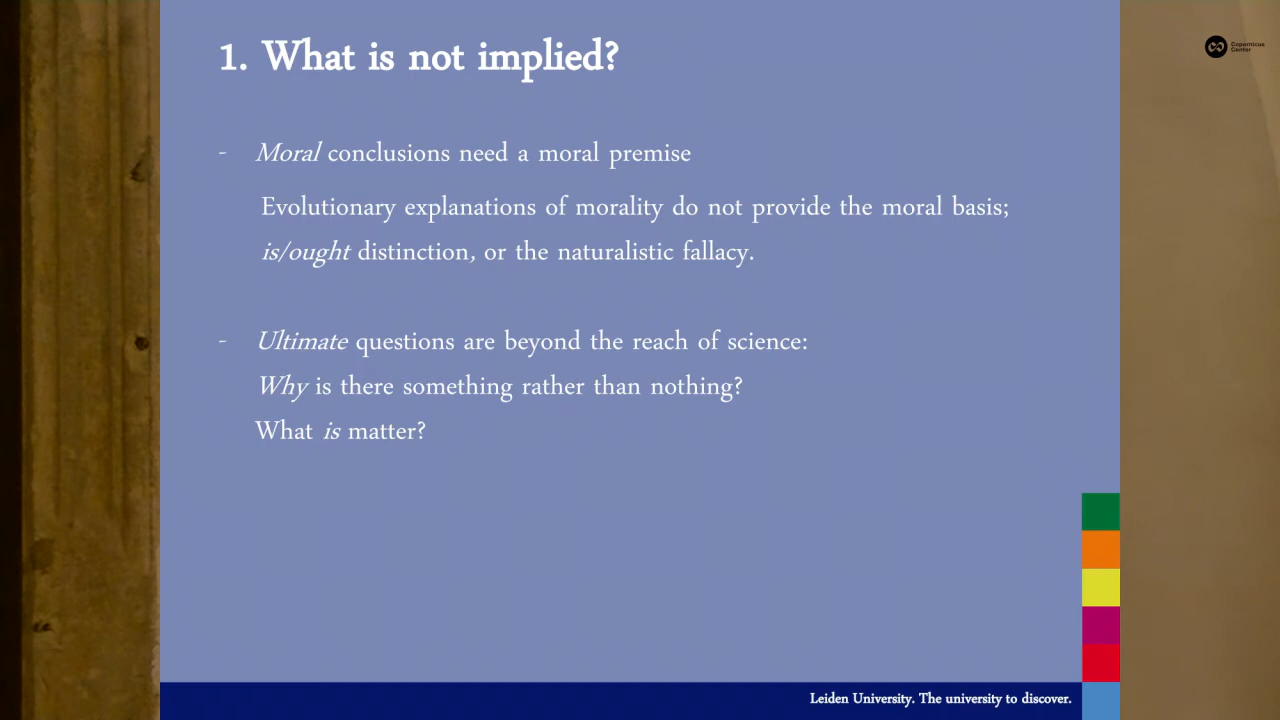 1. What is not implied?
Copernicus
Center
- Moral conclusions need a moral premise
Evolutionary explanations of morality do not provide the moral basis;
is/ought distinction, or the naturalistic fallacy.
- Ultimate questions are beyond the reach of science:
Why is there something rather than nothing?
What is matter?
Leiden University. The university to discover.